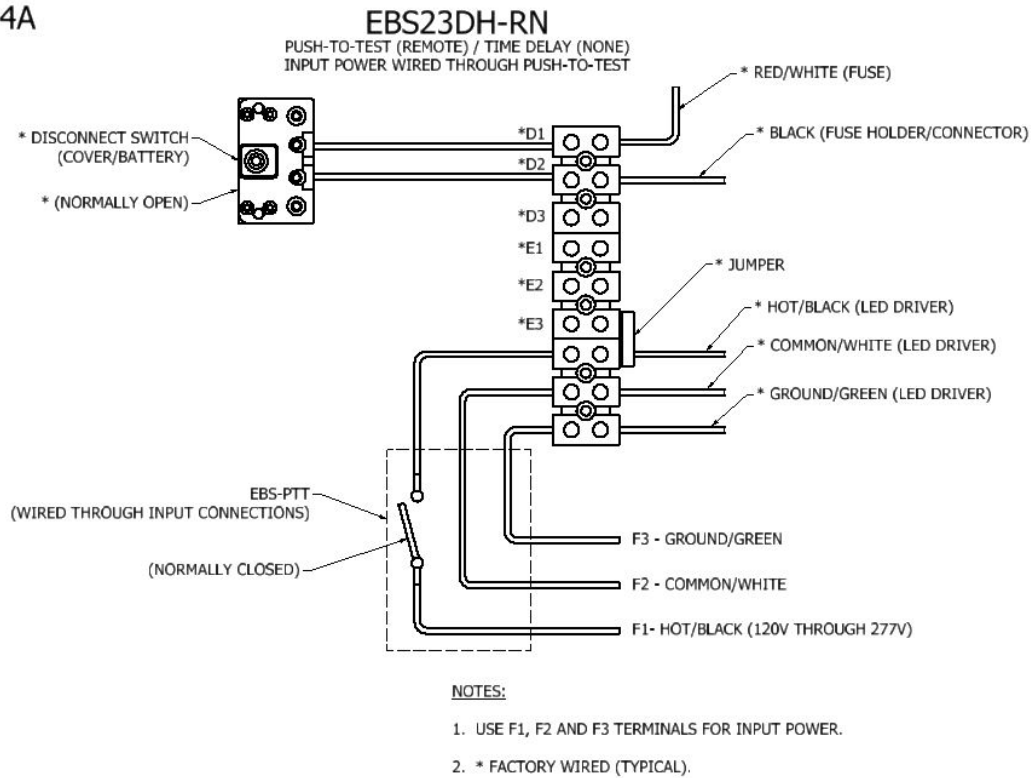 4A
EBS23DH-RN
PUSH-TO-TEST (REMOTE) / TIME DELAY (NONE)
INPUT POWER WIRED THROUGH PUSH-TO-TEST
* RED/WHITE (FUSE)
* DISCONNECT SWITCH
(COVER/BATTERY)
* (NORMALLY OPEN)
*D1
* BLACK (FUSE HOLDER/CONNECTOR)
*D2
*D3
*E1
*E2
*E3
* JUMPER
* HOT/BLACK (LED DRIVER)
* COMMON/WHITE (LED DRIVER)
* GROUND/GREEN (LED DRIVER)
EBS-PTT
(WIRED THROUGH INPUT CONNECTIONS)
(NORMALLY CLOSED)
F3 - GROUND/GREEN
F2 - COMMON/WHITE
F1- HOT/BLACK (120V THROUGH 277V)
NOTES:
1. USE F1, F2 AND F3 TERMINALS FOR INPUT POWER.
2. * FACTORY WIRED (TYPICAL).